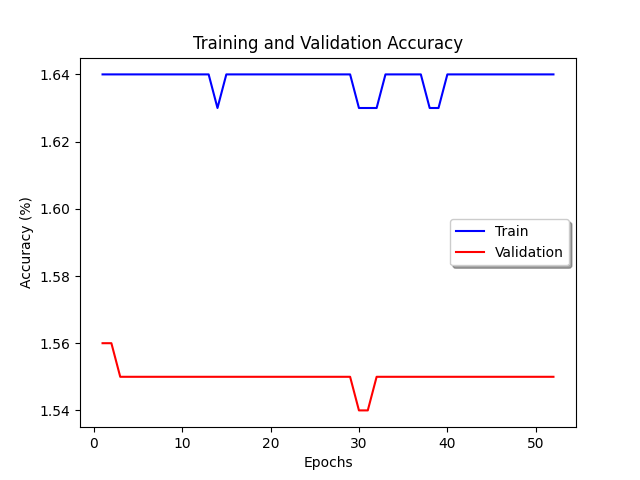 Training and Validation Accuracy
Accuracy (%)
1.64
1.62
1.60
1.58
1.56
1.54
Train
Validation
0 10 20 30 40 50
Epochs